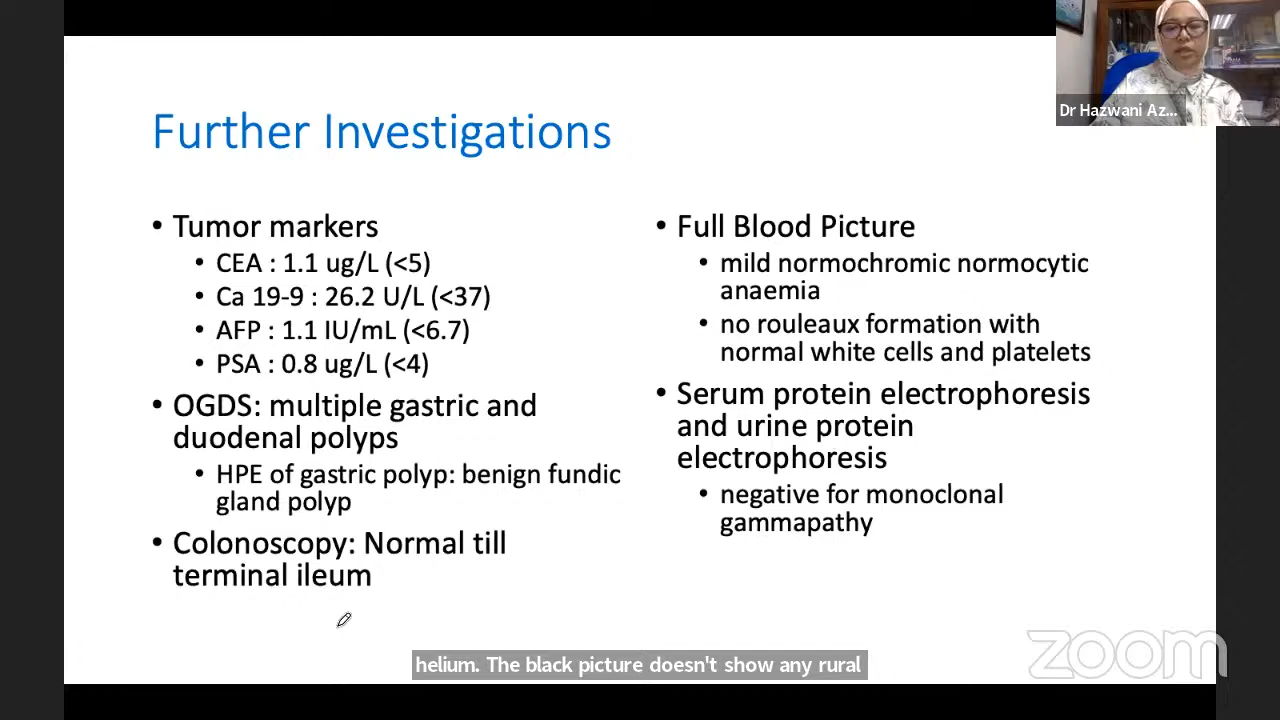 Dr Hazwani Az...
Further Investigations
• Tumor markers
• CEA : 1.1 ug/L (<5)
• Ca 19-9 : 26.2 U/L (<37)
• AFP : 1.1 IU/mL (<6.7)
• PSA : 0.8 ug/L (<4)
• OGDS: multiple gastric and
duodenal polyps
• HPE of gastric polyp: benign fundic
gland polyp
• Colonoscopy: Normal till
terminal ileum
• Full Blood Picture
• mild normochromic normocytic
anaemia
• no rouleaux formation with
normal white cells and platelets
• Serum protein electrophoresis
and urine protein
electrophoresis
• negative for monoclonal
gammapathy
helium. The black picture doesn't show any rural
zoom